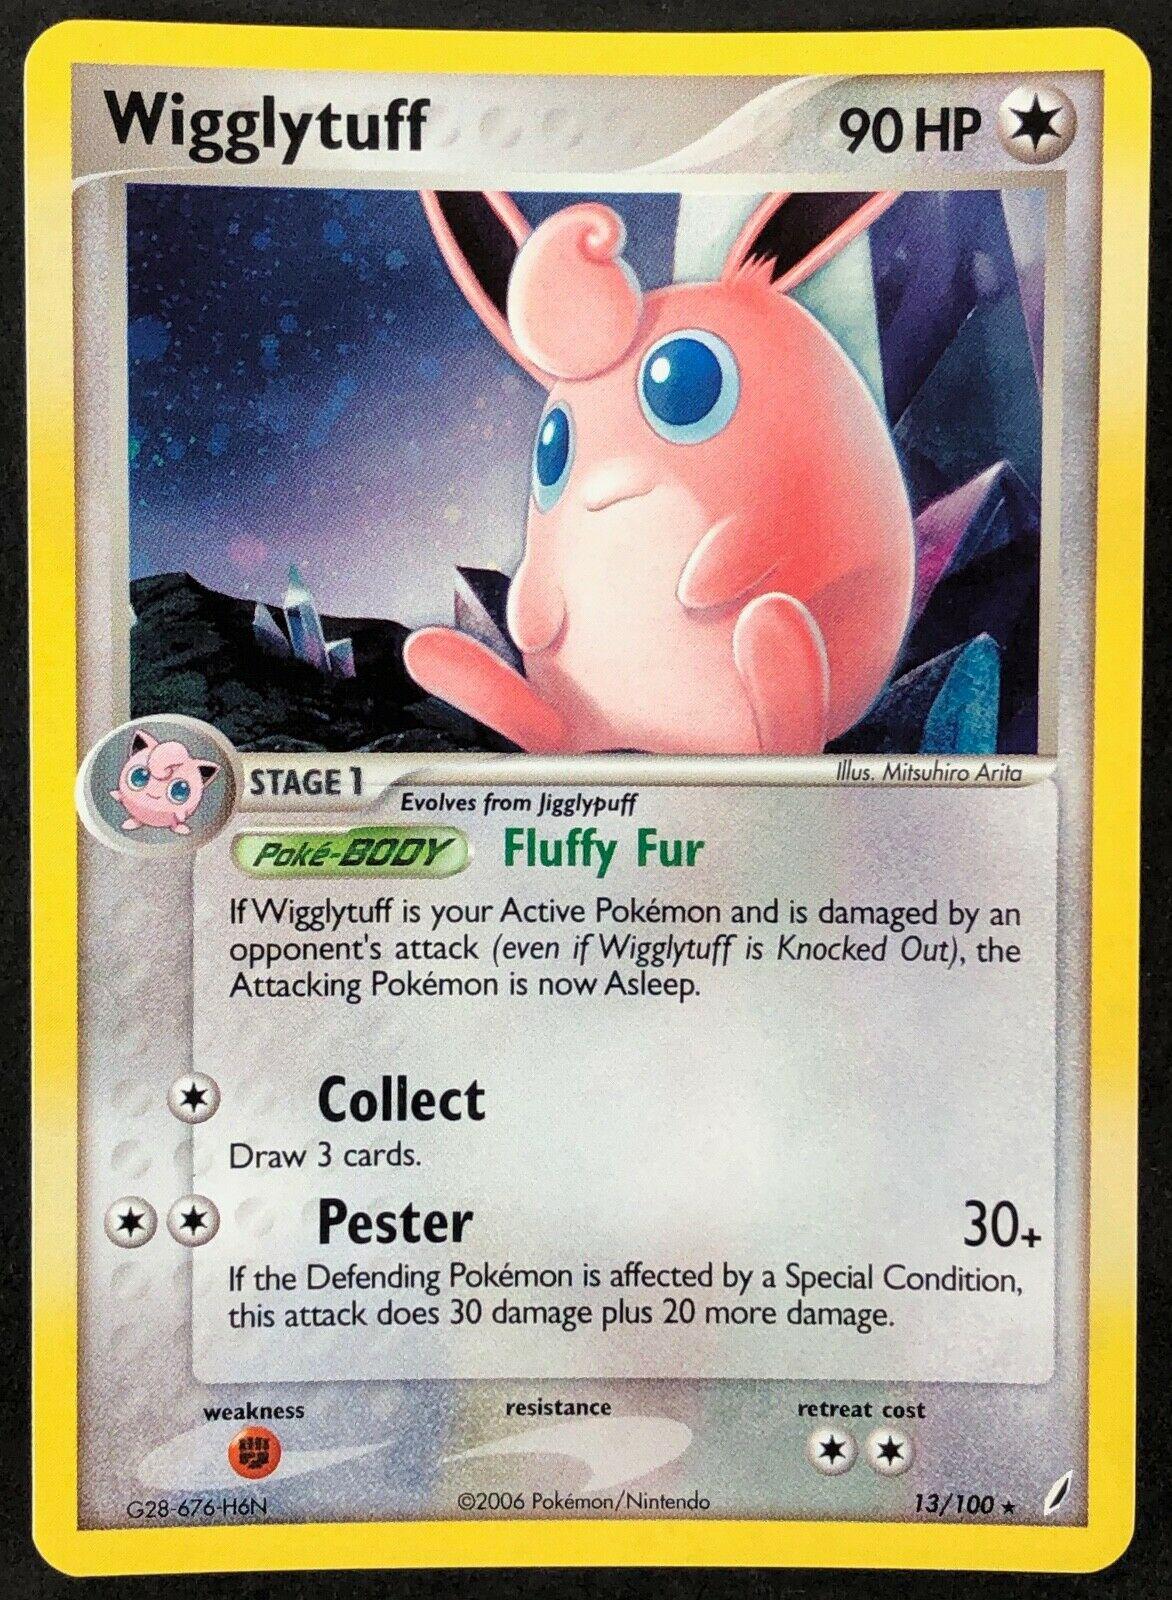 Wigglytuff 90 HP
STAGE 1
Illus. Mitsuhiro Arita
Evolves from Jigglypuff
Poké-BODY Fluffy Fur
If Wigglytuff is your Active Pokémon and is damaged by an
opponent's attack (even if Wigglytuff is Knocked Out), the
Attacking Pokémon is now Asleep.
Collect
Draw 3 cards.
Pester 30+
If the Defending Pokémon is affected by a Special Condition,
this attack does 30 damage plus 20 more damage.
weakness resistance retreat cost
G28-676-H6N ©2006 Pokémon/Nintendo 13/100 ★